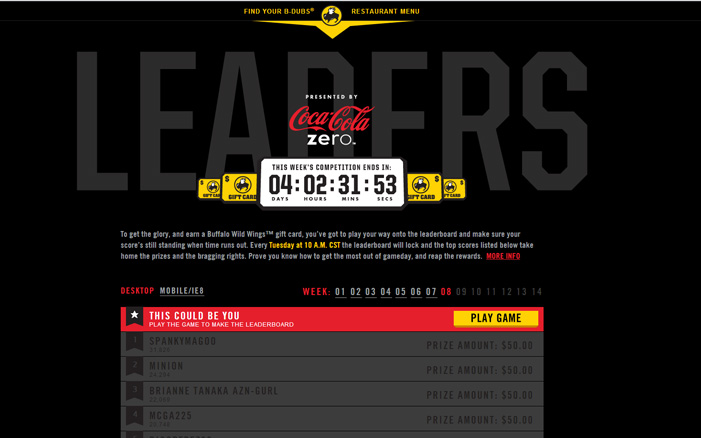 FIND YOUR B-DUBS® RESTAURANT MENU
LEADERS
PRESENTED BY
Coca-Cola
zero™
THIS WEEK'S COMPETITION ENDS IN:
04:02:31:53
DAYS HOURS MINS SECS
$ GIFT CARD $ GIFT CARD GIFT CARD $ GIFT CARD $
To get the glory, and earn a Buffalo Wild Wings™ gift card, you've got to play your way onto the leaderboard and make sure your
score's still standing when time runs out. Every Tuesday at 10 A.M. CST the leaderboard will lock and the top scores listed below take
home the prizes and the bragging rights. Prove you know how to get the most out of gameday, and reap the rewards. MORE INFO
DESKTOP MOBILE/IE8 WEEK: 01 02 03 04 05 06 07 08 09 10 11 12 13 14
THIS COULD BE YOU
PLAY THE GAME TO MAKE THE LEADERBOARD
PLAY GAME
1 SPANKYMAGOO PRIZE AMOUNT: $50.00
2 MINION PRIZE AMOUNT: $50.00
3 BRIANNE TANAKA AZN-GURL PRIZE AMOUNT: $50.00
4 MCGA225 PRIZE AMOUNT: $50.00